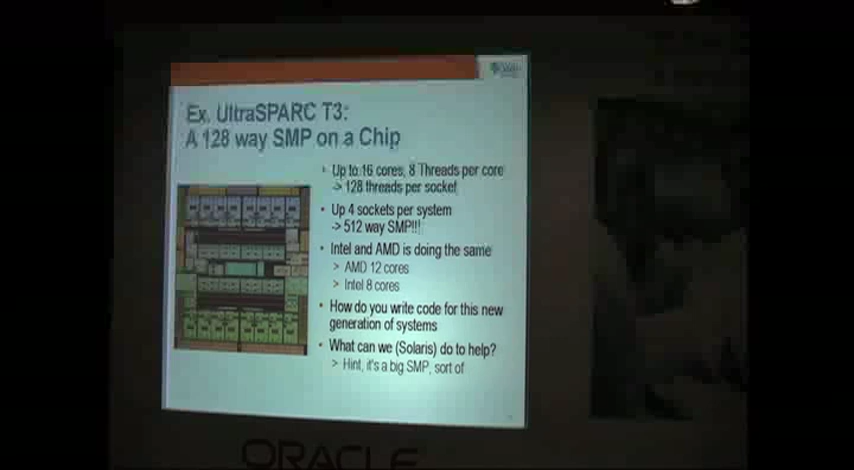 Ex. UltraSPARC T3:
A 128 way SMP on a Chip
Up to 16 cores, 8 Threads per core
-> 128 threads per socket
Up 4 sockets per system
-> 512 way SMP!!!
Intel and AMD is doing the same
> AMD 12 cores
> Intel 8 cores
How do you write code for this new
generation of systems
What can we (Solaris) do to help?
> Hint, it's a big SMP, sort of
ORACLE